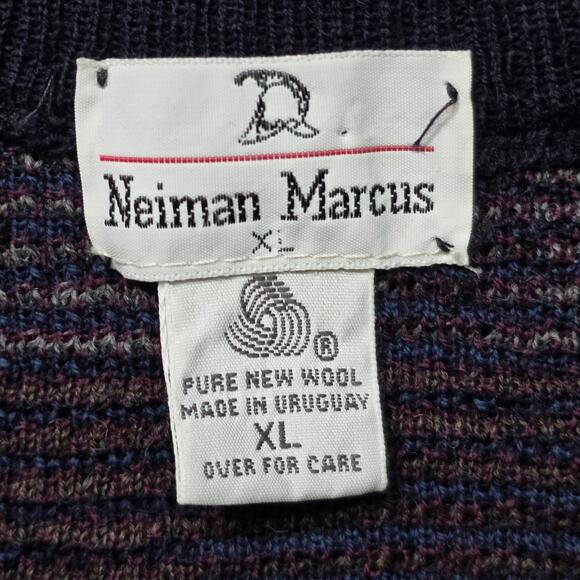 Neiman Marcus
XL
®
PURE NEW WOOL
MADE IN URUGUAY
XL
OVER FOR CARE